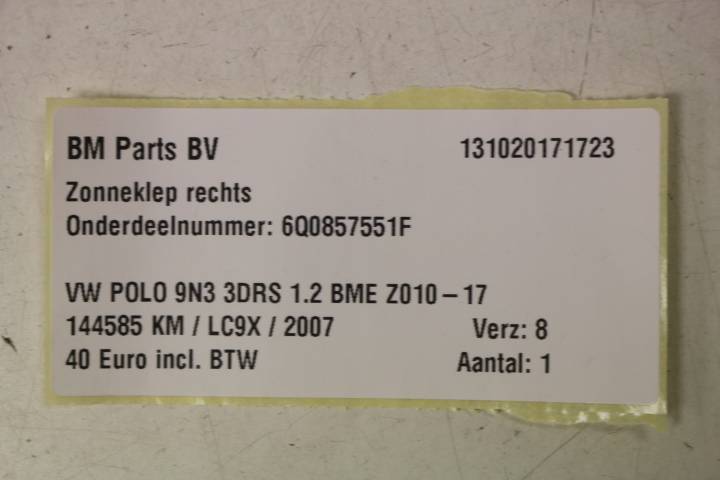 BM Parts BV 131020171723
Zonneklep rechts
Onderdeelnummer: 6Q0857551F
VW POLO 9N3 3DRS 1.2 BME Z010-17
144585 KM / LC9X / 2007 Verz: 8
40 Euro incl. BTW Aantal: 1